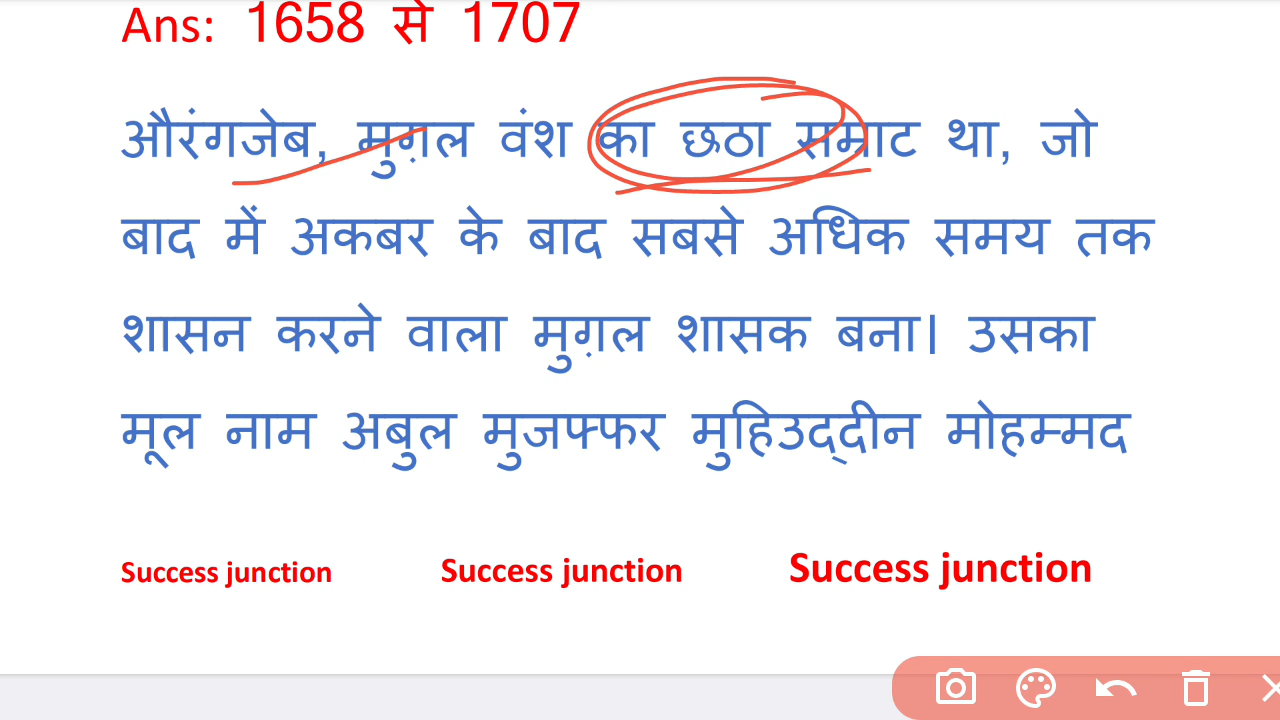 Ans: 1658 से 1707
औरंगजेब, मुग़ल वंश का छठा सम्राट था, जो
बाद में अकबर के बाद सबसे अधिक समय तक
शासन करने वाला मुग़ल शासक बना। उसका
मूल नाम अबुल मुजफ्फर मुहिउद्दीन मोहम्मद
Success junction Success junction Success junction